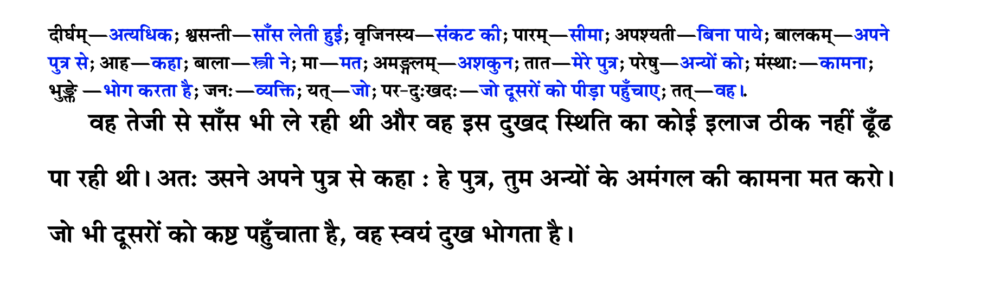 दीर्घम्—अत्यधिक; श्वसन्ती—साँस लेती हुई; वृजिनस्य—संकट की; पारम्—सीमा; अपश्यती—बिना पाये; बालकम्—अपने
पुत्र से; आह—कहा; बाला—स्त्री ने; मा—मत; अमङ्गलम्—अशकुन; तात—मेरे पुत्र; परेषु—अन्यों को; मंस्थाः—कामना;
भुङ्क्ते —भोग करता है; जनः—व्यक्ति; यत्—जो; पर-दुःखदः—जो दूसरों को पीड़ा पहुँचाए; तत्—वह।.
वह तेजी से साँस भी ले रही थी और वह इस दुखद स्थिति का कोई इलाज ठीक नहीं ढूँढ
पा रही थी। अतः उसने अपने पुत्र से कहा : हे पुत्र, तुम अन्यों के अमंगल की कामना मत करो।
जो भी दूसरों को कष्ट पहुँचाता है, वह स्वयं दुख भोगता है।